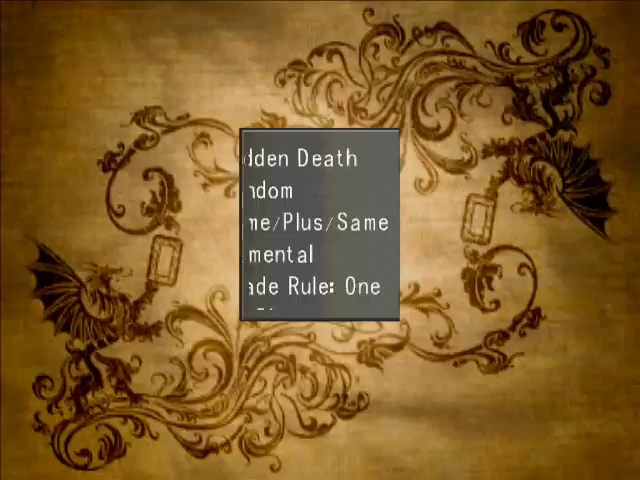 dden Death
ndom
me/Plus/Same
mental
ade Rule: One